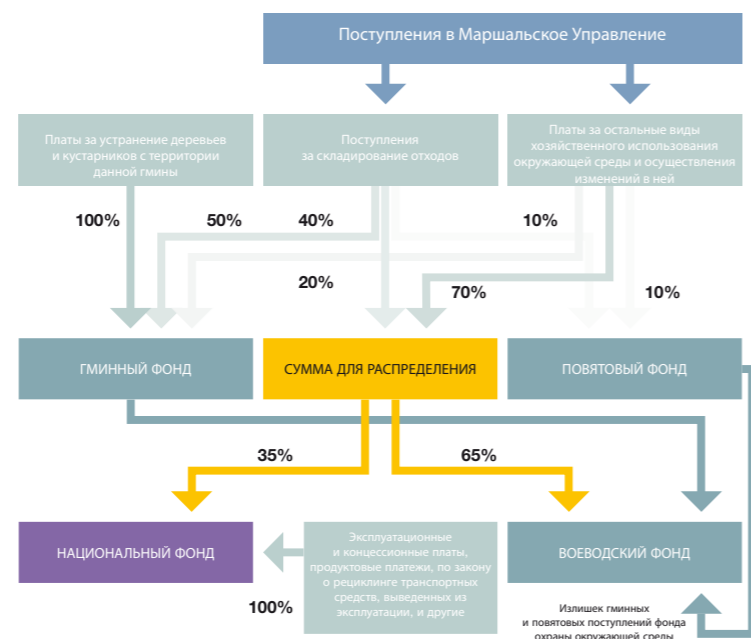 Поступления в Маршальское Управление
Платы за устранение деревьев
и кустарников с территории
данной гмины
Поступления
за складирование отходов
Платы за остальные виды
хозяйственного использования
окружающей среды и осуществления
изменений в ней
100%
50%
40%
10%
20%
70%
10%
ГМИННЫЙ ФОНД
СУММА ДЛЯ РАСПРЕДЕЛЕНИЯ
ПОВЯТОВЫЙ ФОНД
35%
65%
НАЦИОНАЛЬНЫЙ ФОНД
Эксплуатационные
и концессионные платы,
продуктовые платежи, по закону
о рециклинге транспортных
средств, выведенных из
эксплуатации, и другие
ВОЕВОДСКИЙ ФОНД
100%
Излишек гминных
и повятовых поступлений фонда
охраны окружающей среды